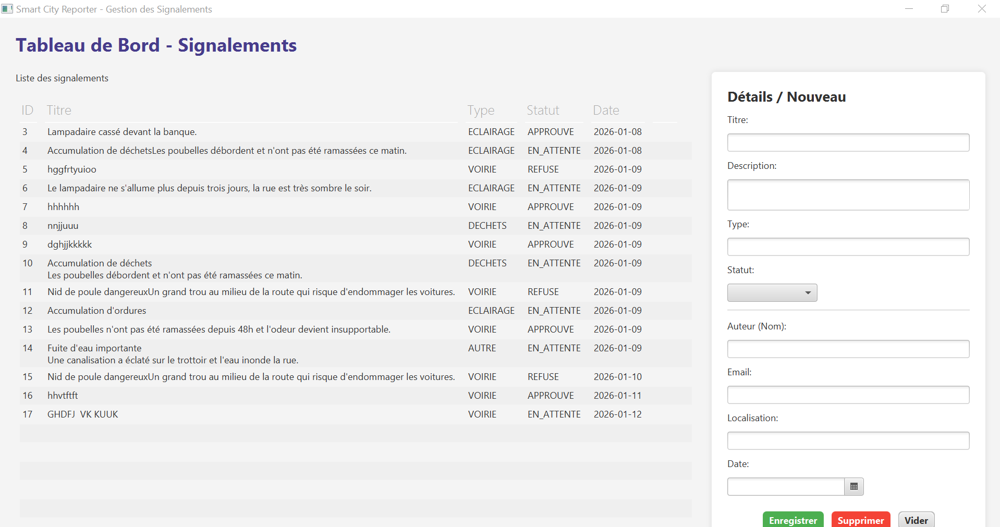 Smart City Reporter - Gestion des Signalements
Tableau de Bord - Signalements
Liste des signalements
ID Titre Type Statut Date
3 Lampadaire cassé devant la banque. ECLAIRAGE APPROUVE 2026-01-08
4 Accumulation de déchetsLes poubelles débordent et n'ont pas été ramassées ce matin. ECLAIRAGE EN_ATTENTE 2026-01-08
5 hggfrtyuioo VOIRIE REFUSE 2026-01-09
6 Le lampadaire ne s'allume plus depuis trois jours, la rue est très sombre le soir. ECLAIRAGE EN_ATTENTE 2026-01-09
7 hhhhhh VOIRIE APPROUVE 2026-01-09
8 nnjjuuu DECHETS EN_ATTENTE 2026-01-09
9 dghjjkkkkk VOIRIE APPROUVE 2026-01-09
10 Accumulation de déchets DECHETS EN_ATTENTE 2026-01-09
Les poubelles débordent et n'ont pas été ramassées ce matin.
11 Nid de poule dangereuxUn grand trou au milieu de la route qui risque d'endommager les voitures. VOIRIE REFUSE 2026-01-09
12 Accumulation d'ordures ECLAIRAGE EN_ATTENTE 2026-01-09
13 Les poubelles n'ont pas été ramassées depuis 48h et l'odeur devient insupportable. VOIRIE APPROUVE 2026-01-09
14 Fuite d'eau importante AUTRE EN_ATTENTE 2026-01-09
Une canalisation a éclaté sur le trottoir et l'eau inonde la rue.
15 Nid de poule dangereuxUn grand trou au milieu de la route qui risque d'endommager les voitures. VOIRIE REFUSE 2026-01-10
16 hhvtftft VOIRIE APPROUVE 2026-01-11
17 GHDFJ  VK KUUK VOIRIE EN_ATTENTE 2026-01-12
Détails / Nouveau
Titre:
Description:
Type:
Statut:
Auteur (Nom):
Email:
Localisation:
Date:
Enregistrer Supprimer Vider